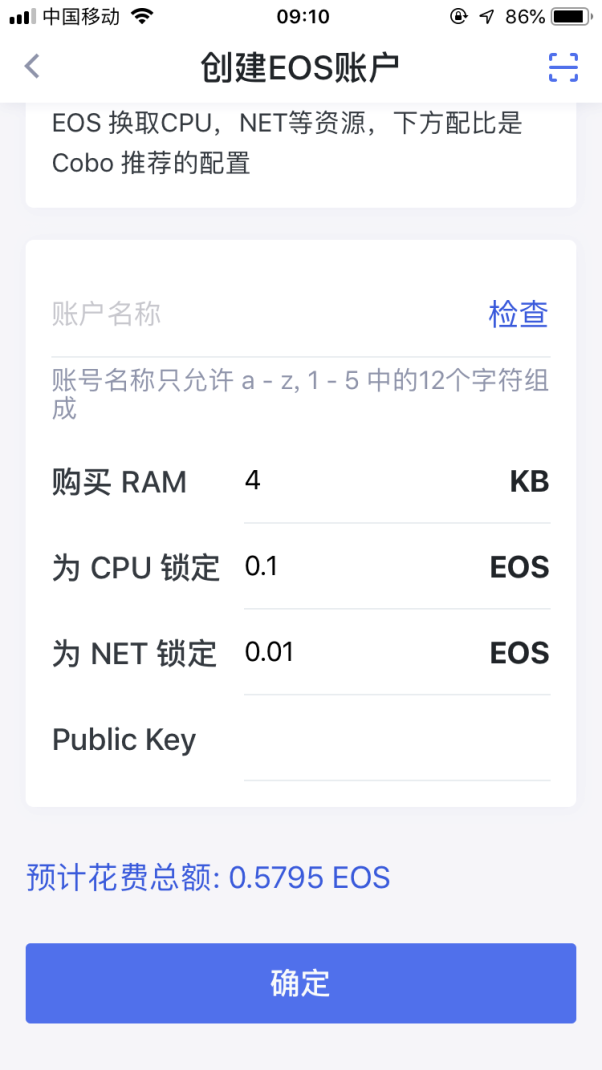 中国移动
09:10
86%
创建EOS账户
EOS 换取CPU，NET等资源，下方配比是
Cobo 推荐的配置
账户名称 检查
账号名称只允许 a - z, 1 - 5 中的12个字符组
成
购买 RAM 4 KB
为 CPU 锁定 0.1 EOS
为 NET 锁定 0.01 EOS
Public Key
预计花费总额: 0.5795 EOS
确定